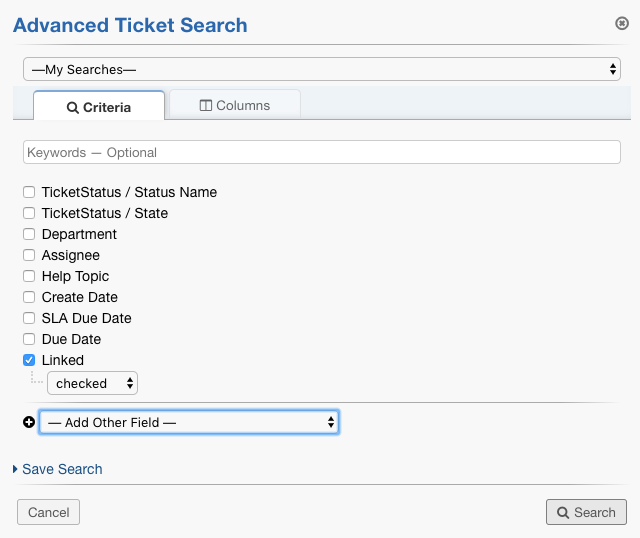 Advanced Ticket Search
—My Searches—
Criteria
Columns
Keywords — Optional
TicketStatus / Status Name
TicketStatus / State
Department
Assignee
Help Topic
Create Date
SLA Due Date
Due Date
Linked
checked
— Add Other Field —
Save Search
Cancel
Search